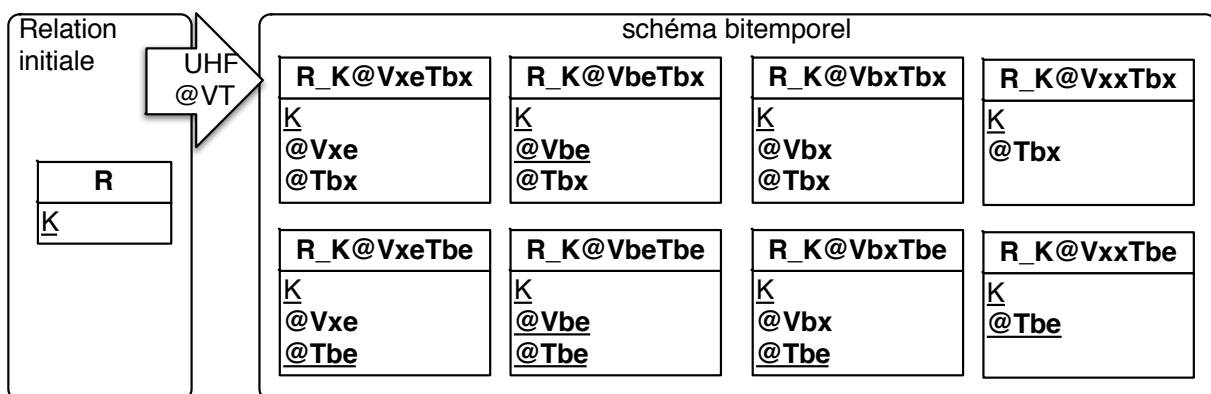 Relation
initiale
UHF
@VT
R
K
schéma bitemporel
R_K@VxeTbx
K
@Vxe
@Tbx
R_K@VbeTbx
K
@Vbe
@Tbx
R_K@VbxTbx
K
@Vbx
@Tbx
R_K@VxxTbx
K
@Tbx
R_K@VxeTbe
K
@Vxe
@Tbe
R_K@VbeTbe
K
@Vbe
@Tbe
R_K@VbxTbe
K
@Vbx
@Tbe
R_K@VxxTbe
K
@Tbe